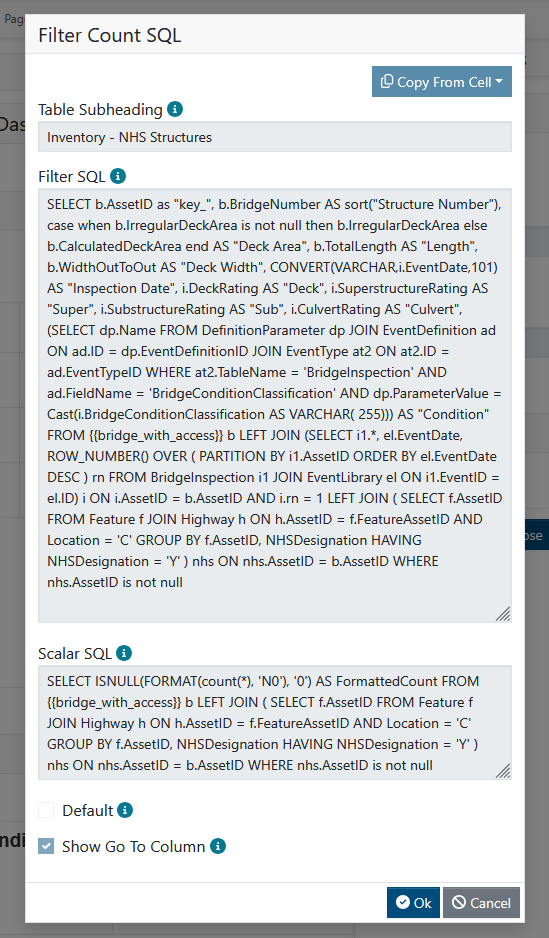 Page
Filter Count SQL
Copy From Cell
Table Subheading
Das
Inventory - NHS Structures
Filter SQL
SELECT b.AssetID as "key_", b.BridgeNumber AS sort("Structure Number"),
case when b.IrregularDeckArea is not null then b.IrregularDeckArea else
b.CalculatedDeckArea end AS "Deck Area", b.TotalLength AS "Length",
b.WidthOutToOut AS "Deck Width", CONVERT(VARCHAR,i.EventDate,101)
AS "Inspection Date", i.DeckRating AS "Deck", i.SuperstructureRating AS
"Super", i.SubstructureRating AS "Sub", i.CulvertRating AS "Culvert",
(SELECT dp.Name FROM DefinitionParameter dp JOIN EventDefinition ad
ON ad.ID = dp.EventDefinitionID JOIN EventType at2 ON at2.ID =
ad.EventTypeID WHERE at2.TableName = 'BridgeInspection' AND
ad.FieldName = 'BridgeConditionClassification' AND dp.ParameterValue =
Cast(i.BridgeConditionClassification AS VARCHAR( 255))) AS "Condition"
FROM {{bridge_with_access}} b LEFT JOIN (SELECT i1.*, el.EventDate,
ROW_NUMBER() OVER ( PARTITION BY i1.AssetID ORDER BY el.EventDate
DESC ) rn FROM BridgeInspection i1 JOIN EventLibrary el ON i1.EventID =
el.ID) i ON i.AssetID = b.AssetID AND i.rn = 1 LEFT JOIN ( SELECT f.AssetID
FROM Feature f JOIN Highway h ON h.AssetID = f.FeatureAssetID AND
Location = 'C' GROUP BY f.AssetID, NHSDesignation HAVING
NHSDesignation = 'Y' ) nhs ON nhs.AssetID = b.AssetID WHERE
nhs.AssetID is not null
ose
Scalar SQL
SELECT ISNULL(FORMAT(count(*), 'N0'), '0') AS FormattedCount FROM
{{bridge_with_access}} b LEFT JOIN ( SELECT f.AssetID FROM Feature f
JOIN Highway h ON h.AssetID = f.FeatureAssetID AND Location = 'C'
GROUP BY f.AssetID, NHSDesignation HAVING NHSDesignation = 'Y' )
nhs ON nhs.AssetID = b.AssetID WHERE nhs.AssetID is not null
Default
ndi
Show Go To Column
Ok
Cancel